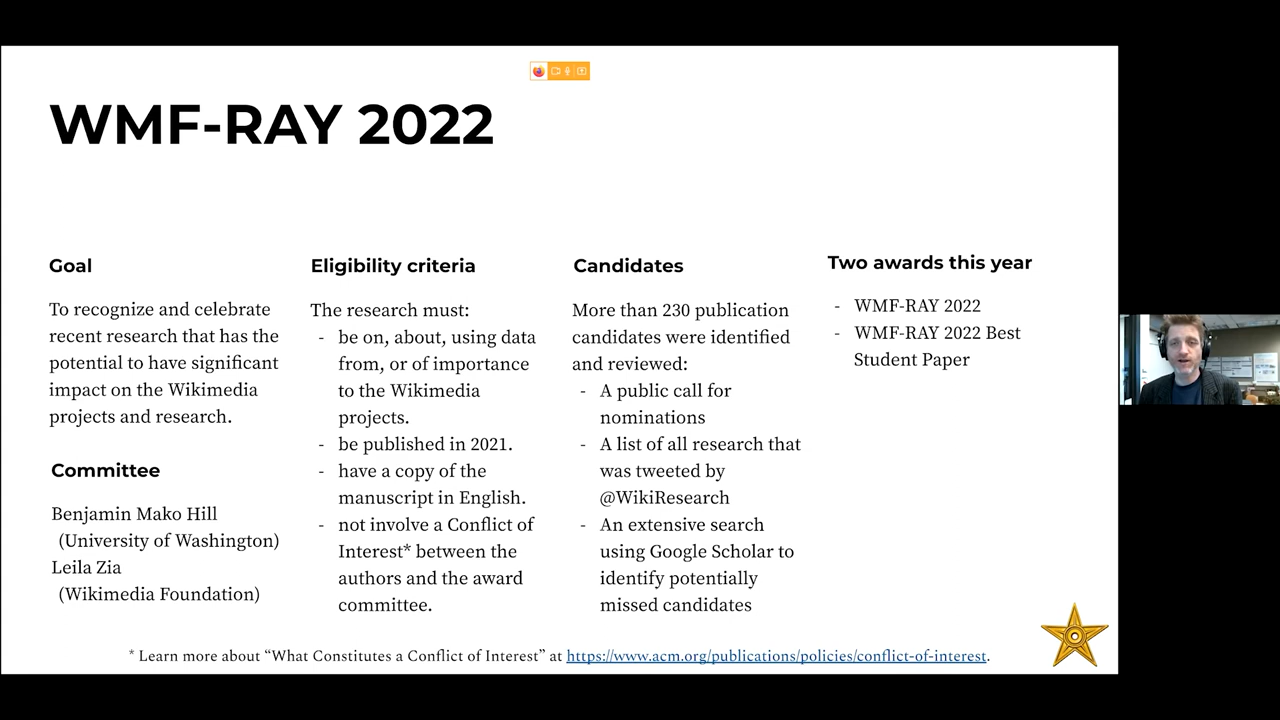 WMF-RAY 2022
Goal
To recognize and celebrate
recent research that has the
potential to have significant
impact on the Wikimedia
projects and research.
Committee
Benjamin Mako Hill
(University of Washington)
Leila Zia
(Wikimedia Foundation)
Eligibility criteria
The research must:
- be on, about, using data
from, or of importance
to the Wikimedia
projects.
- be published in 2021.
- have a copy of the
manuscript in English.
- not involve a Conflict of
Interest* between the
authors and the award
committee.
Candidates
More than 230 publication
candidates were identified
and reviewed:
- A public call for
nominations
- A list of all research that
was tweeted by
@WikiResearch
- An extensive search
using Google Scholar to
identify potentially
missed candidates
Two awards this year
- WMF-RAY 2022
- WMF-RAY 2022 Best
Student Paper
* Learn more about “What Constitutes a Conflict of Interest” at https://www.acm.org/publications/policies/conflict-of-interest.